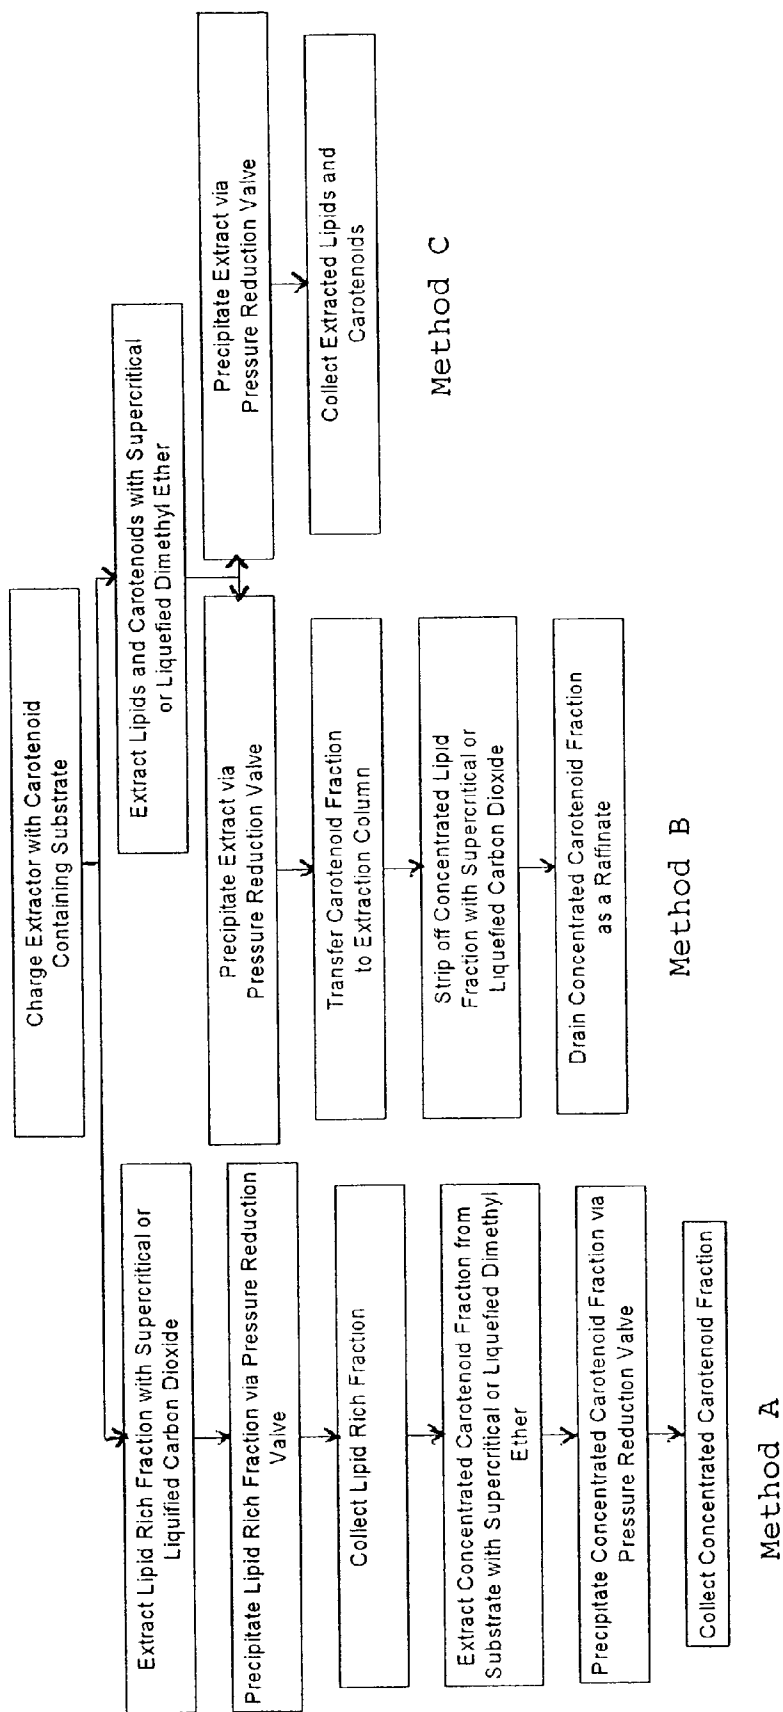 Charge Extractor with Carotenoid
Containing Substrate
Extract Lipid Rich Fraction with Supercritical or
Liquified Carbon Dioxide
Precipitate Lipid Rich Fraction via Pressure Reduction
Valve
Collect Lipid Rich Fraction
Extract Concentrated Carotenoid Fraction from
Substrate with Supercritical or Liquefied Dimethyl
Ether
Precipitate Concentrated Carotenoid Fraction via
Pressure Reduction Valve
Collect Concentrated Carotenoid Fraction
Method A
Extract Lipids and Carotenoids with Supercritical
or Liquefied Dimethyl Ether
Precipitate Extract via
Pressure Reduction Valve
Transfer Carotenoid Fraction
to Extraction Column
Strip off Concentrated Lipid
Fraction with Supercritical or
Liquefied Carbon Dioxide
Drain Concentrated Carotenoid Fraction
as a Raffinate
Method B
Precipitate Extract via
Pressure Reduction Valve
Collect Extracted Lipids and
Carotenoids
Method C